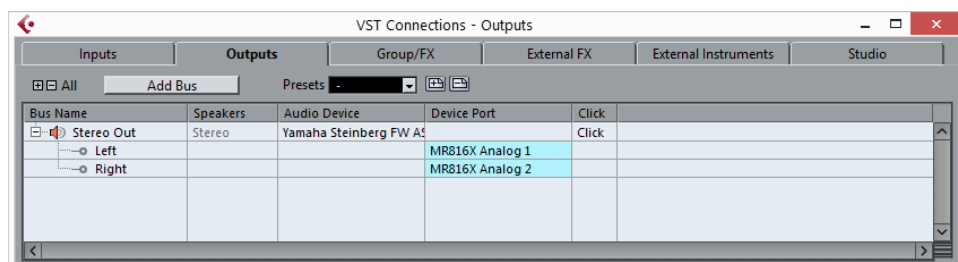 VST Connections - Outputs
Inputs Outputs Group/FX External FX External Instruments Studio
All Add Bus Presets -
Bus Name Speakers Audio Device Device Port Click
Stereo Out Stereo Yamaha Steinberg FW AS Click
Left MR816X Analog 1
Right MR816X Analog 2